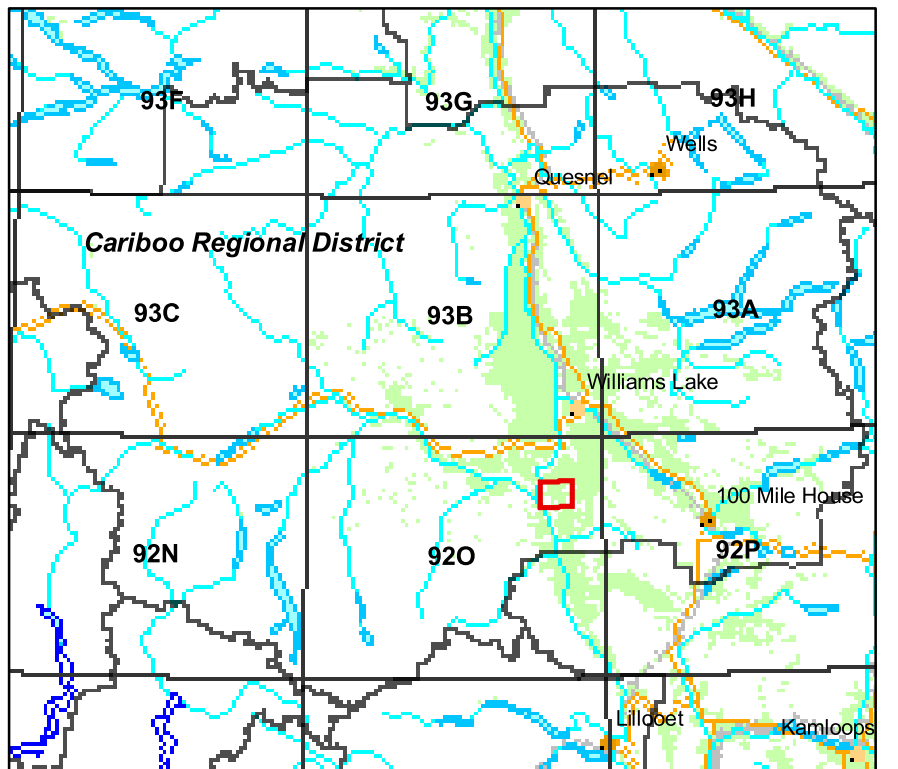 93F
93G
93H
Wells
Quesnel
Cariboo Regional District
93C
93B
93A
Williams Lake
100 Mile House
92N
92O
92P
Lillooet
Kamloops